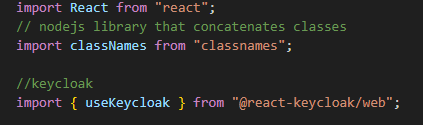 import React from "react";
// nodejs library that concatenates classes
import classNames from "classnames";
//keycloak
import { useKeycloak } from "@react-keycloak/web";